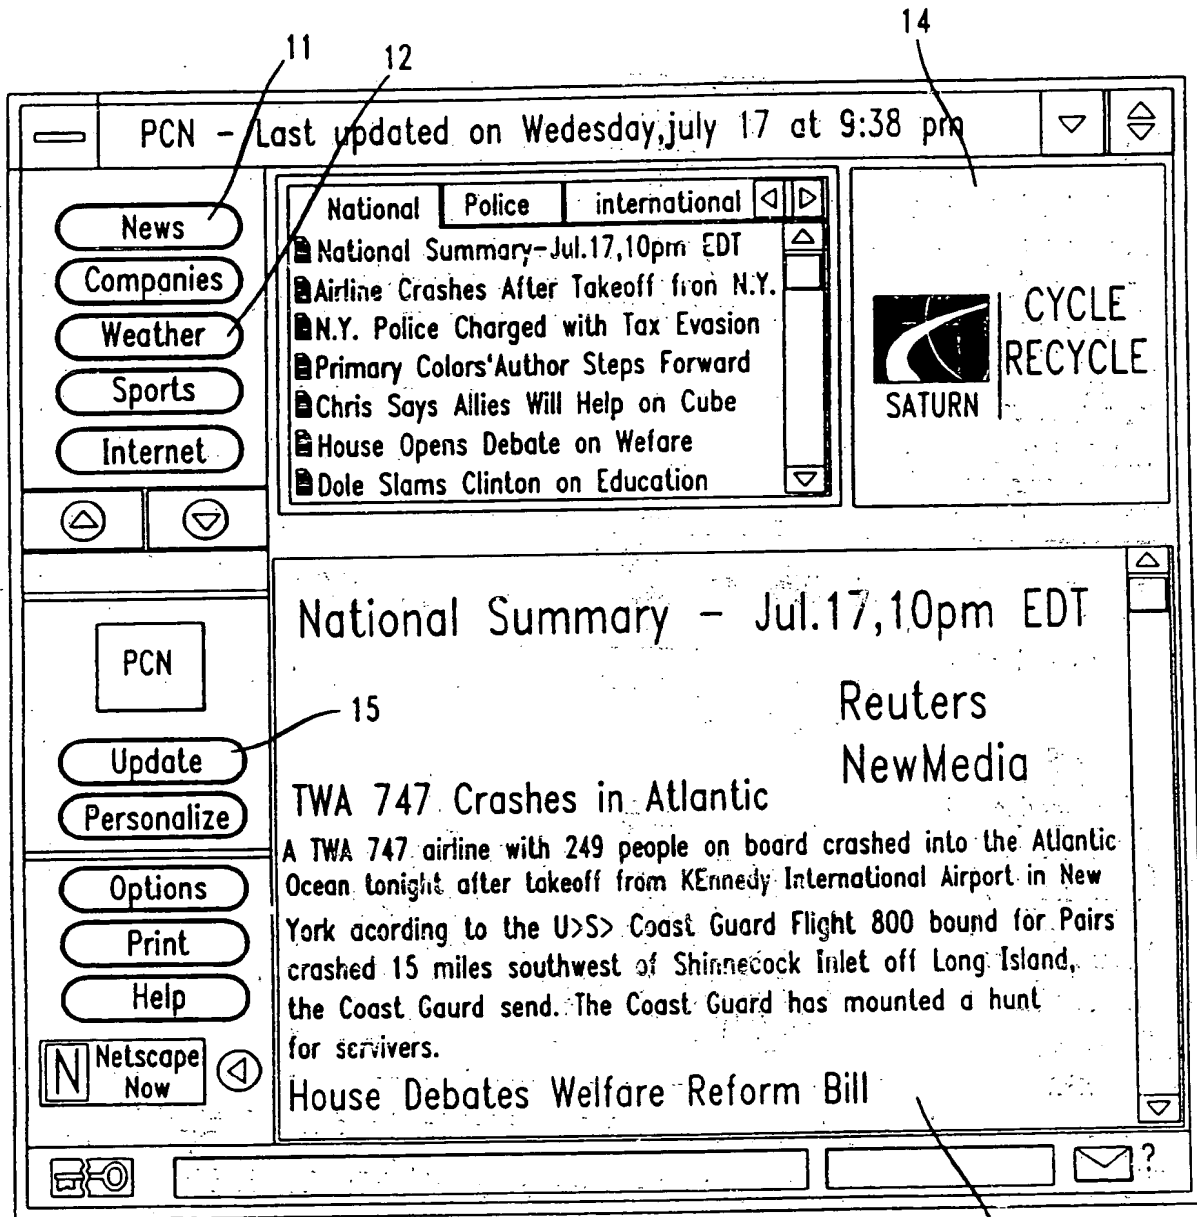 11
12
14
PCN - Last updated on Wedesday,july 17 at 9:38 pm
News
Companies
Weather
Sports
Internet
National Police international
National Summary-Jul.17,10pm EDT
Airline Crashes After Takeoff fron N.Y.
N.Y. Police Charged with Tax Evasion
Primary Colors'Author Steps Forward
Chris Says Allies Will Help on Cube
House Opens Debate on Wefare
Dole Slams Clinton on Education
SATURN
CYCLE
RECYCLE
PCN
15
Update
Personalize
Options
Print
Help
N Netscape
Now
National Summary - Jul.17,10pm EDT
Reuters
NewMedia
TWA 747 Crashes in Atlantic
A TWA 747 airline with 249 people on board crashed into the Atlantic
Ocean tonight after takeoff from KEnnedy International Airport in New
York acording to the U>S> Coast Guard Flight 800 bound for Pairs
crashed 15 miles southwest of Shinnecock Inlet off Long Island,
the Coast Gaurd send. The Coast Guard has mounted a hunt
for servivers.
House Debates Welfare Reform Bill
?